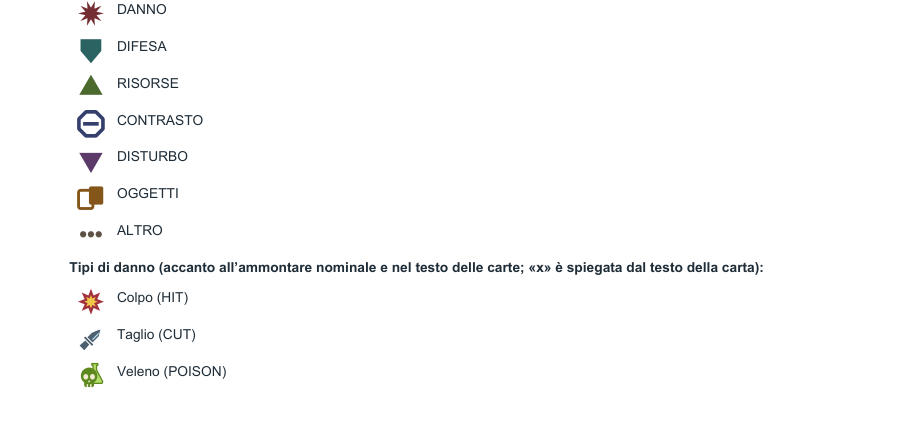 DANNO
DIFESA
RISORSE
CONTRASTO
DISTURBO
OGGETTI
ALTRO
Tipi di danno (accanto all’ammontare nominale e nel testo delle carte; «x» è spiegata dal testo della carta):
Colpo (HIT)
Taglio (CUT)
Veleno (POISON)